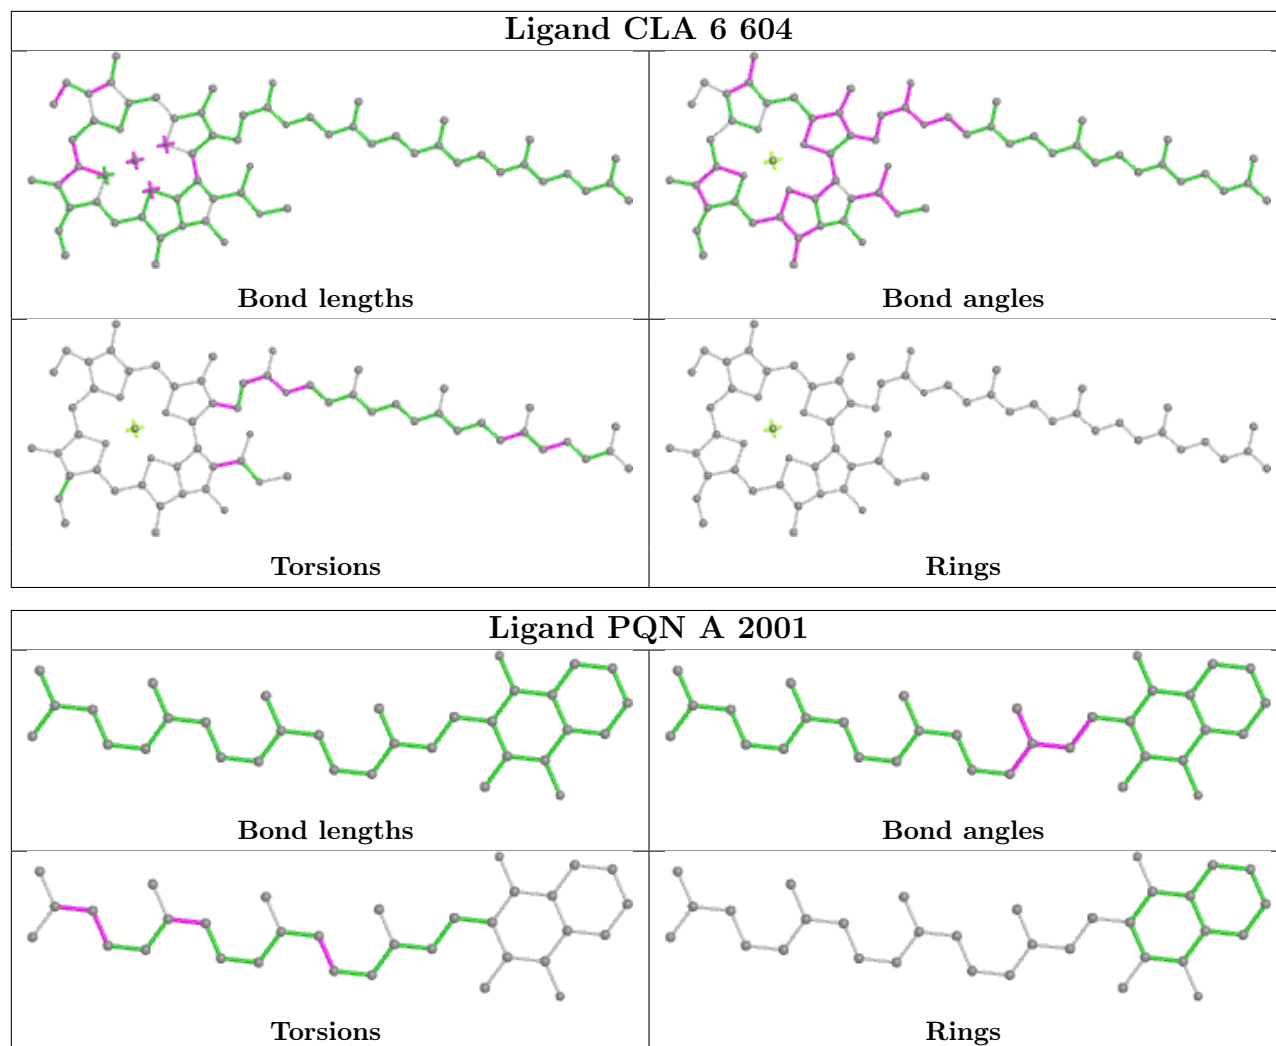 Ligand CLA 6 604
Bond lengths
Bond angles
Torsions
Rings
Ligand PQN A 2001
Bond lengths
Bond angles
Torsions
Rings